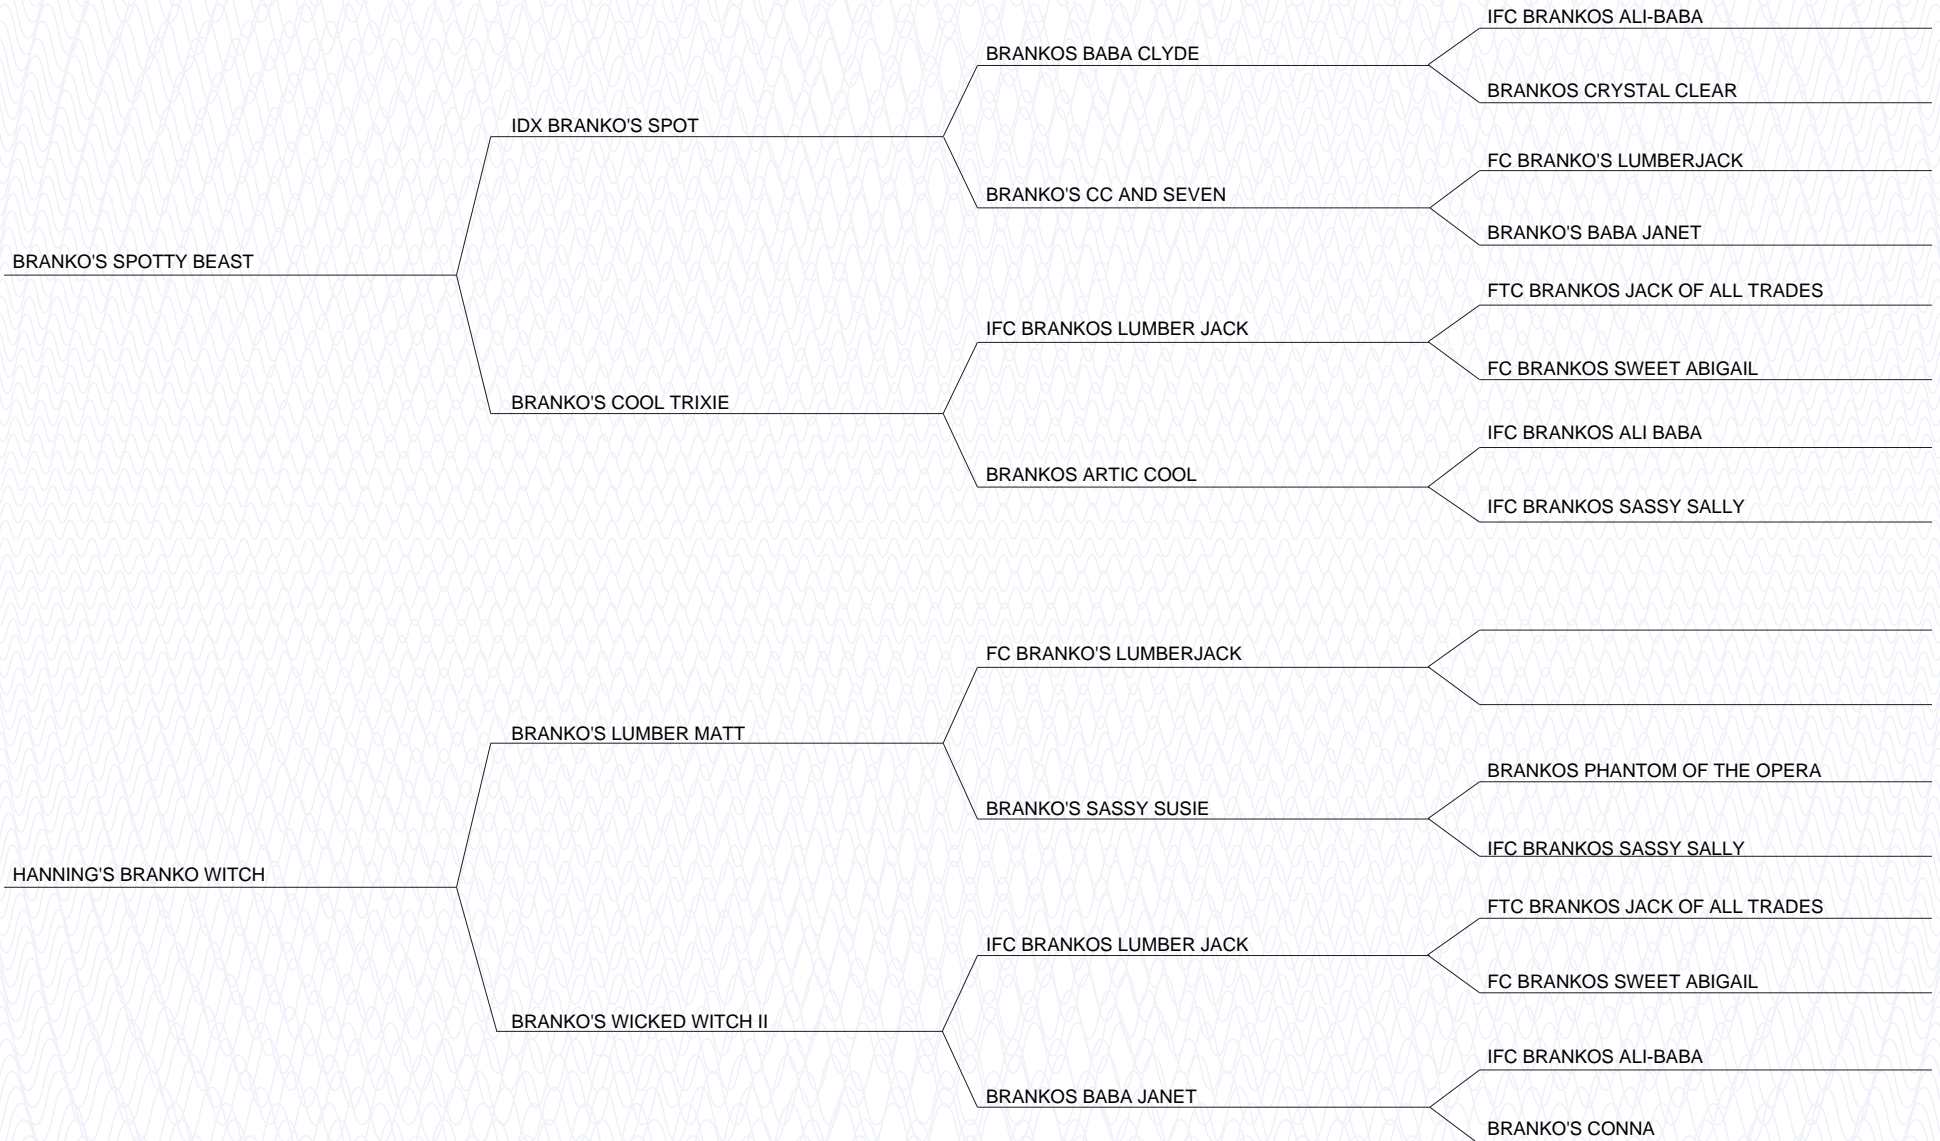 IFC BRANKOS ALI-BABA
BRANKOS BABA CLYDE
BRANKOS CRYSTAL CLEAR
IDX BRANKO'S SPOT
FC BRANKO'S LUMBERJACK
BRANKO'S CC AND SEVEN
BRANKO'S BABA JANET
BRANKO'S SPOTTY BEAST
FTC BRANKOS JACK OF ALL TRADES
IFC BRANKOS LUMBER JACK
FC BRANKOS SWEET ABIGAIL
BRANKO'S COOL TRIXIE
IFC BRANKOS ALI BABA
BRANKOS ARTIC COOL
IFC BRANKOS SASSY SALLY
FC BRANKO'S LUMBERJACK
BRANKO'S LUMBER MATT
BRANKOS PHANTOM OF THE OPERA
BRANKO'S SASSY SUSIE
IFC BRANKOS SASSY SALLY
HANNING'S BRANKO WITCH
FTC BRANKOS JACK OF ALL TRADES
IFC BRANKOS LUMBER JACK
FC BRANKOS SWEET ABIGAIL
BRANKO'S WICKED WITCH II
IFC BRANKOS ALI-BABA
BRANKOS BABA JANET
BRANKO'S CONNA